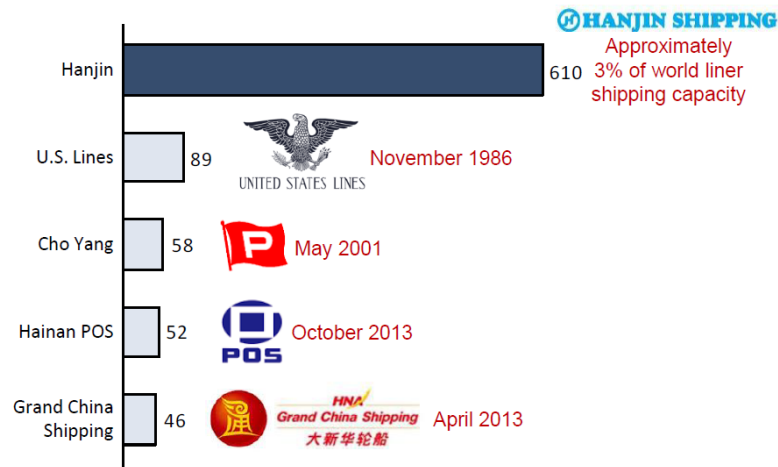 HANJIN SHIPPING
Approximately
3% of world liner
shipping capacity
Hanjin
610
U.S. Lines
89
UNITED STATES LINES
November 1986
Cho Yang
58
P
May 2001
Hainan POS
52
POS
October 2013
Grand China
Shipping
46
HNA
Grand China Shipping
大新华轮船
April 2013